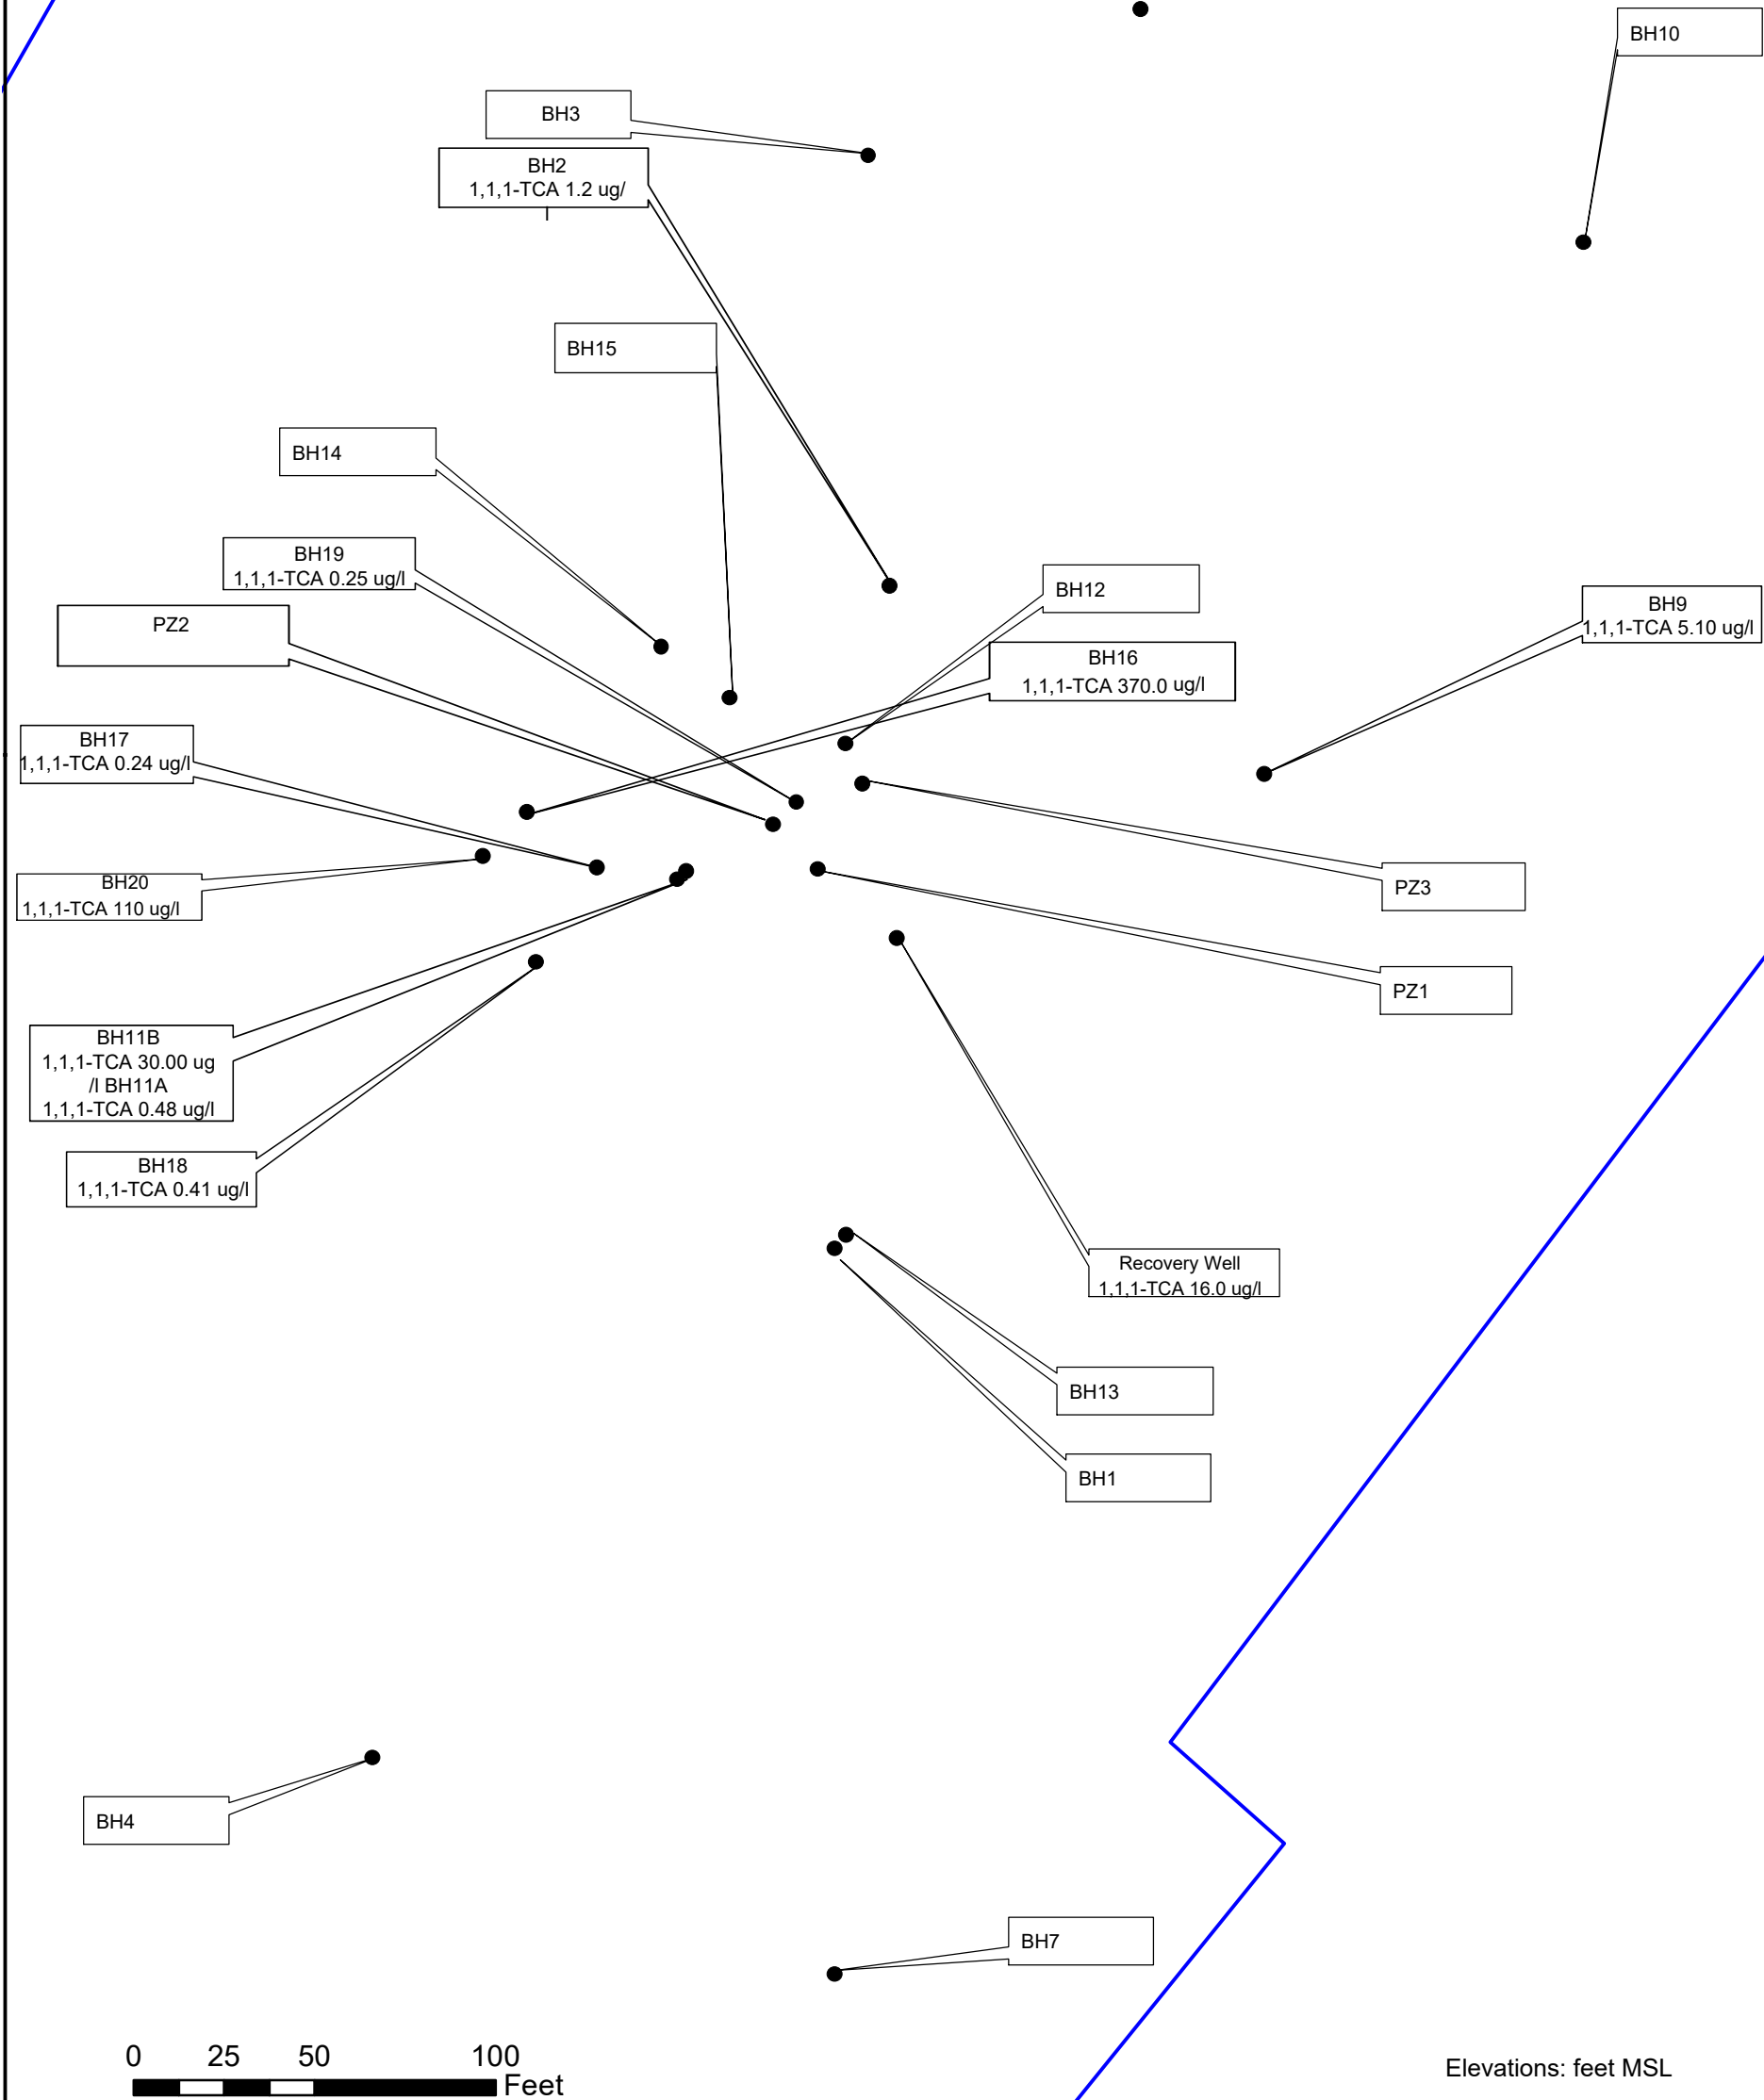 BH10
BH3
BH2
1,1,1-TCA 1.2 ug/
l
BH15
BH14
BH19
1,1,1-TCA 0.25 ug/l
BH12
BH9
1,1,1-TCA 5.10 ug/l
PZ2
BH16
1,1,1-TCA 370.0 ug/l
BH17
1,1,1-TCA 0.24 ug/l
BH20
1,1,1-TCA 110 ug/l
PZ3
PZ1
BH11B
1,1,1-TCA 30.00 ug
/l BH11A
1,1,1-TCA 0.48 ug/l
BH18
1,1,1-TCA 0.41 ug/l
Recovery Well
1,1,1-TCA 16.0 ug/l
BH13
BH1
BH4
BH7
0 25 50 100
Feet
Elevations: feet MSL